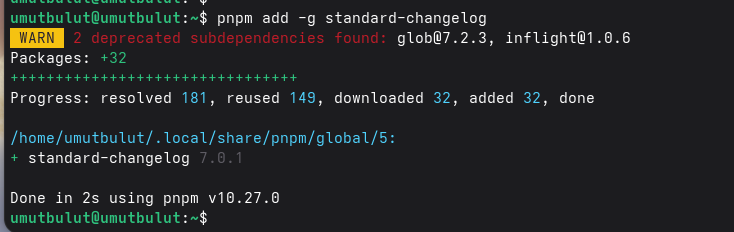 umutbulut@umutbulut:~$ pnpm add -g standard-changelog
WARN 2 deprecated subdependencies found: glob@7.2.3, inflight@1.0.6
Packages: +32
++++++++++++++++++++++++++++++++
Progress: resolved 181, reused 149, downloaded 32, added 32, done
/home/umutbulut/.local/share/pnpm/global/5:
+ standard-changelog 7.0.1
Done in 2s using pnpm v10.27.0
umutbulut@umutbulut:~$